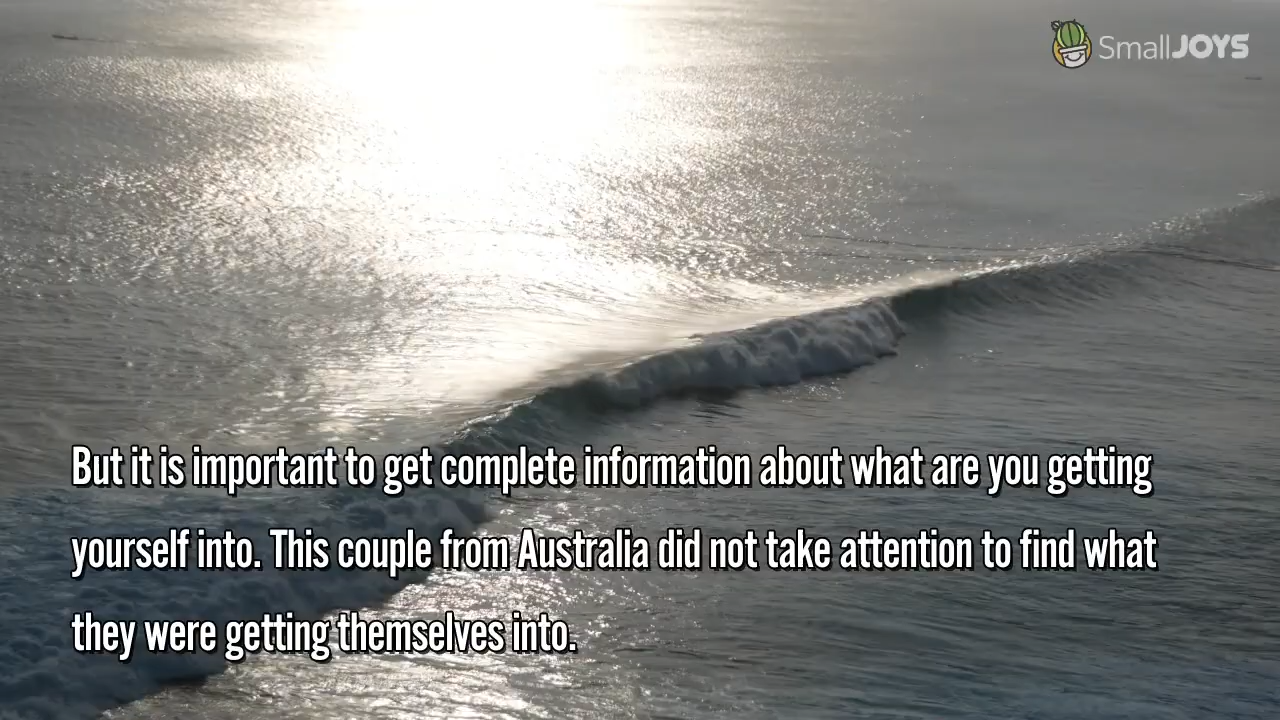 SmallJOYS
But it is important to get complete information about what are you getting
yourself into. This couple from Australia did not take attention to find what
they were getting themselves into.